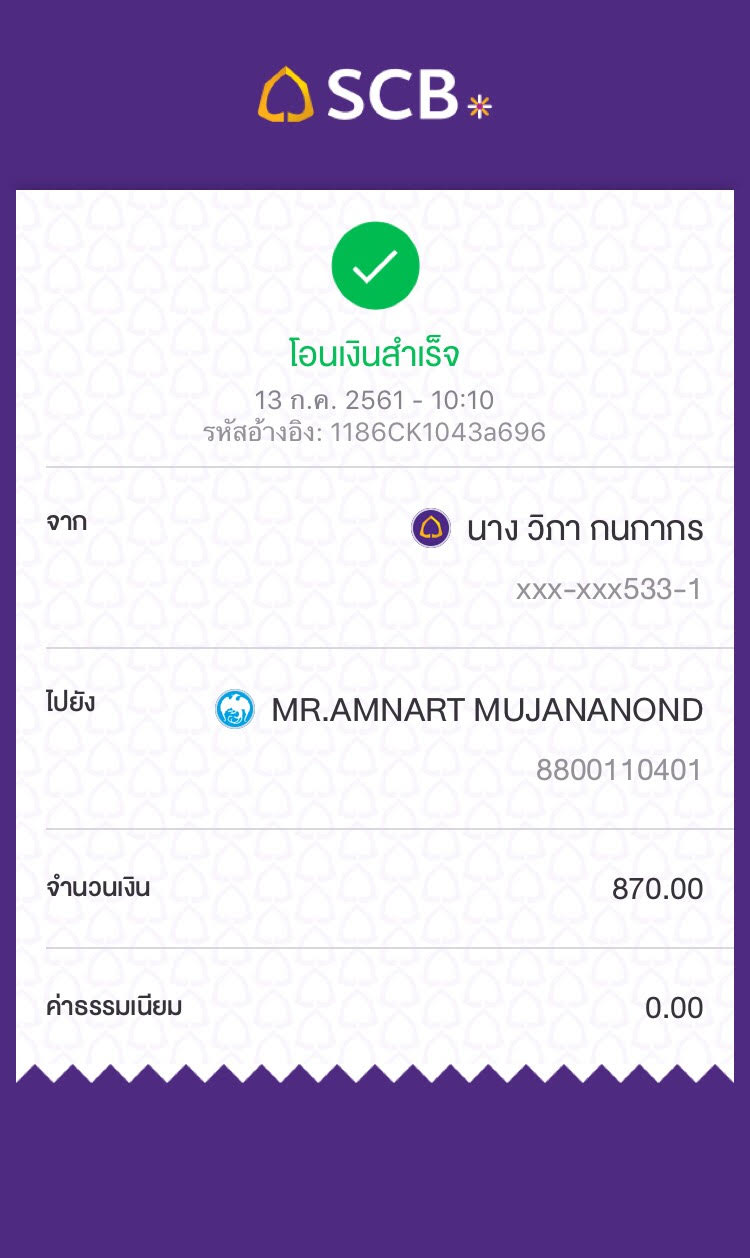 SCB
โอนเงินสำเร็จ
13 ก.ค. 2561 - 10:10
รหัสอ้างอิง: 1186CK1043a696
จาก
นาง วิภา กนกากร
xxx-xxx533-1
ไปยัง
MR.AMNART MUJANANOND
8800110401
จำนวนเงิน
870.00
ค่าธรรมเนียม
0.00